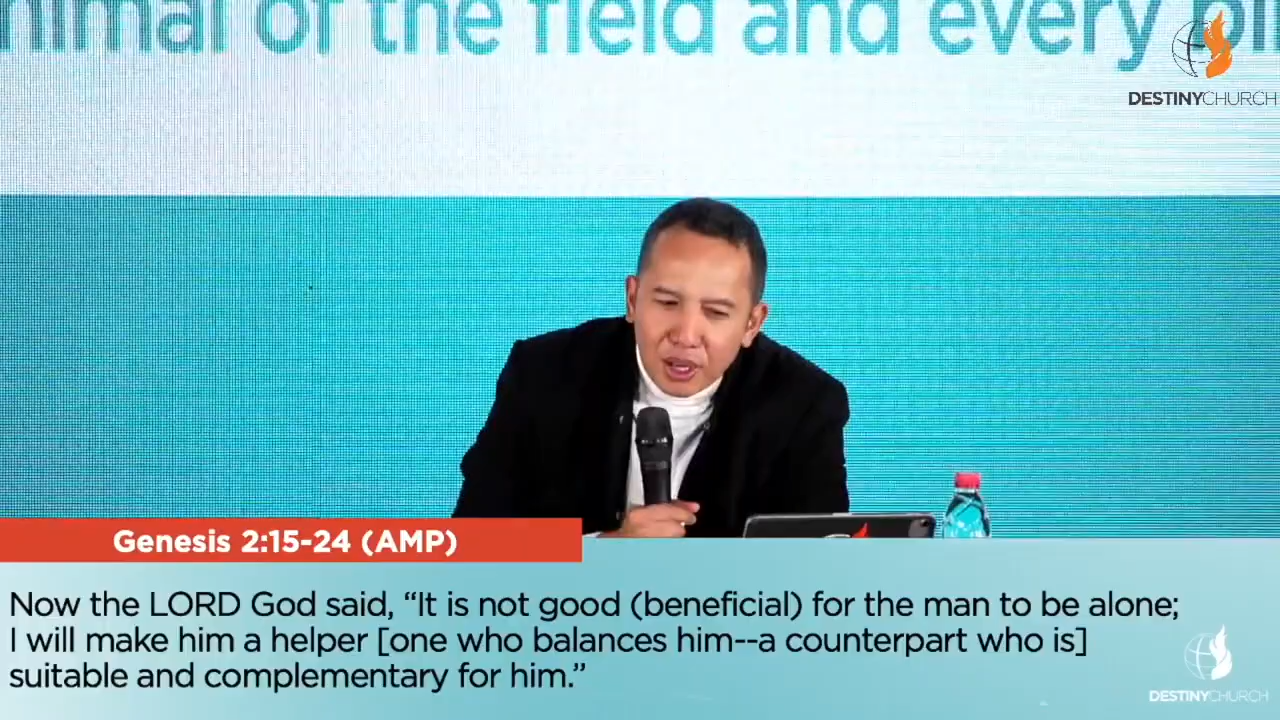 nimal of the field and every bi
DESTINYCHURCH
Genesis 2:15-24 (AMP)
Now the LORD God said, “It is not good (beneficial) for the man to be alone;
I will make him a helper [one who balances him--a counterpart who is]
suitable and complementary for him.”
DESTINYCHURCH